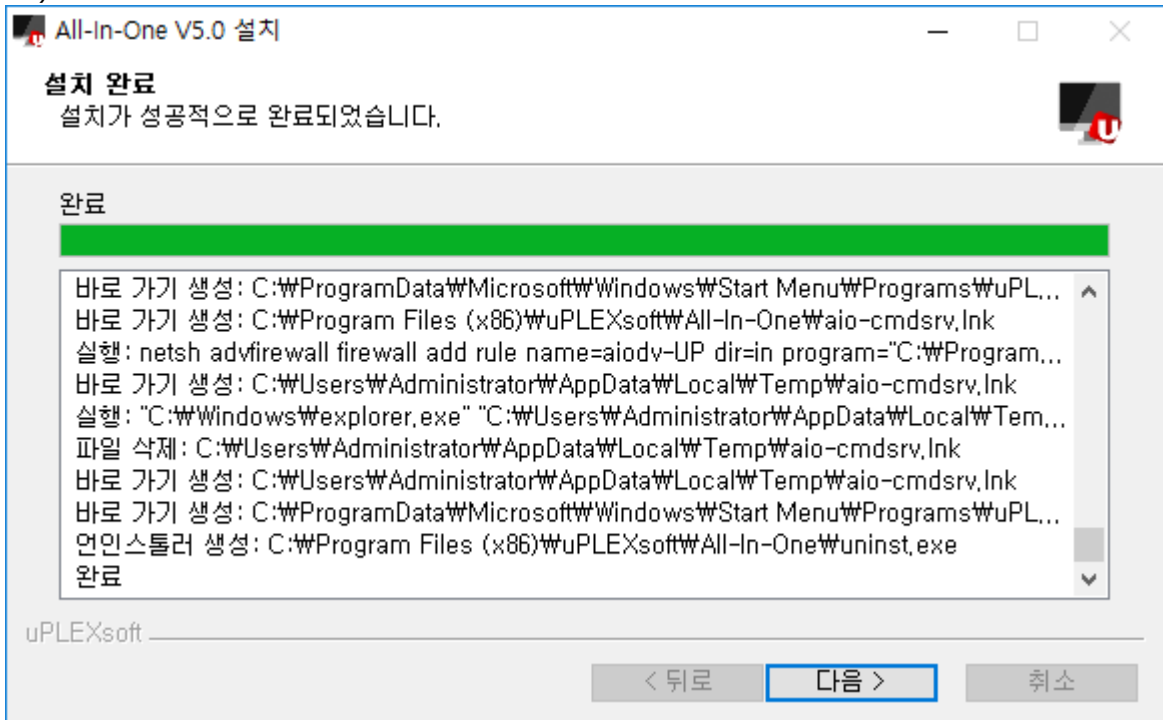 All-In-One V5.0 설치
설치 완료
설치가 성공적으로 완료되었습니다.
완료
바로 가기 생성: C:₩ProgramData₩Microsoft₩Windows₩Start Menu₩Programs₩uPL...
바로 가기 생성: C:₩Program Files (x86)₩uPLEXsoft₩All-In-One₩aio-cmdsrv.lnk
실행: netsh advfirewall firewall add rule name=aiodv-UP dir=in program="C:₩Program...
바로 가기 생성: C:₩Users₩Administrator₩AppData₩Local₩Temp₩aio-cmdsrv.lnk
실행: "C:₩Windows₩explorer.exe" "C:₩Users₩Administrator₩AppData₩Local₩Tem...
파일 삭제: C:₩Users₩Administrator₩AppData₩Local₩Temp₩aio-cmdsrv.lnk
바로 가기 생성: C:₩Users₩Administrator₩AppData₩Local₩Temp₩aio-cmdsrv.lnk
바로 가기 생성: C:₩ProgramData₩Microsoft₩Windows₩Start Menu₩Programs₩uPL...
언인스톨러 생성: C:₩Program Files (x86)₩uPLEXsoft₩All-In-One₩uninst.exe
완료
uPLEXsoft
< 뒤로 다음 > 취소